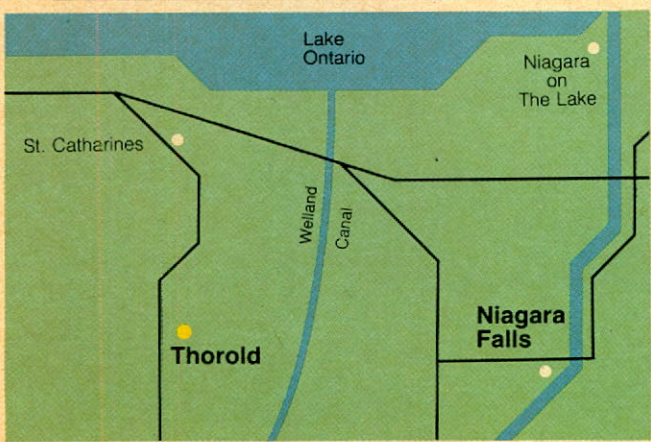 Lake
Ontario
Niagara
on
The Lake
St. Catharines
Welland
Canal
Niagara
Falls
Thorold